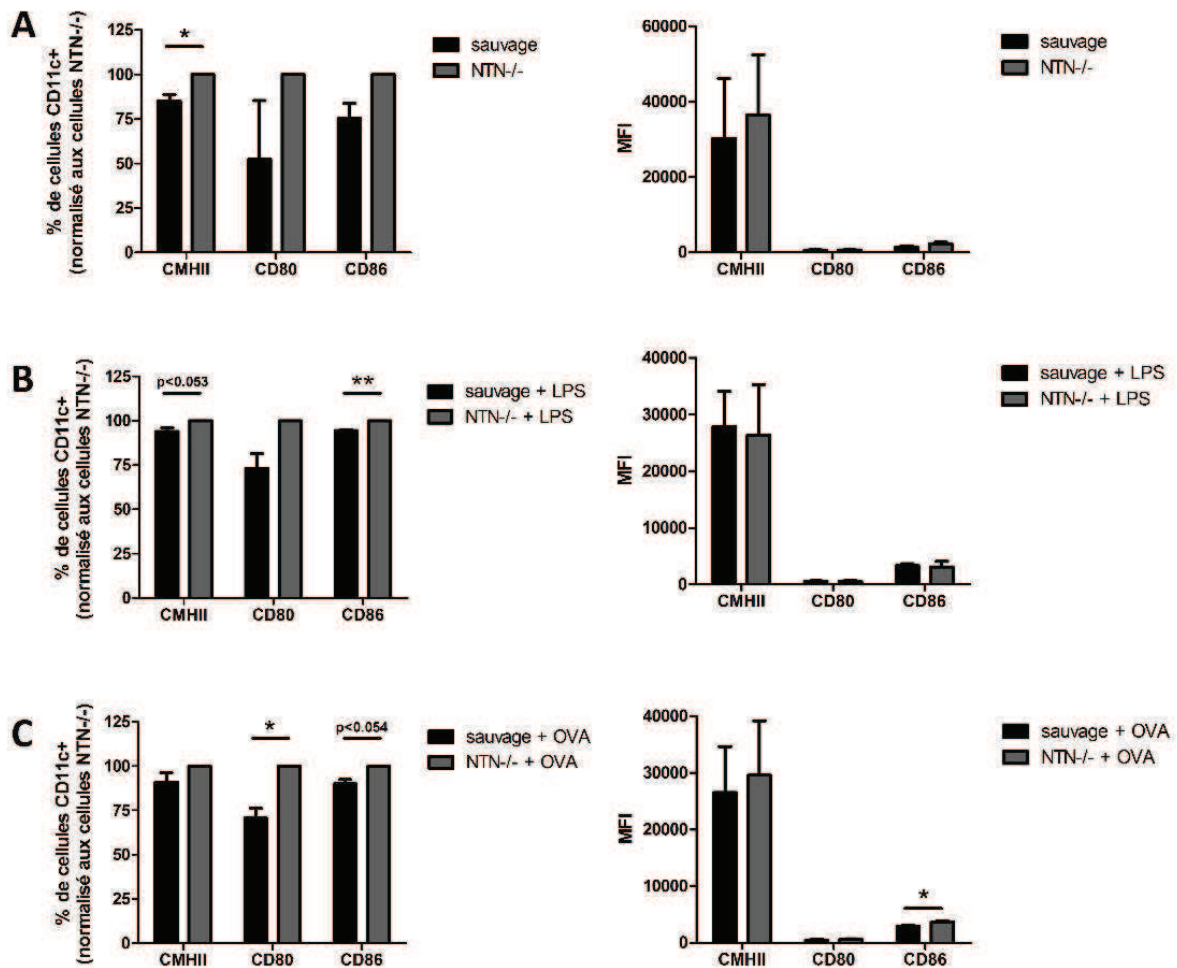 A
% de cellules CD11c+
(normalisé aux cellules NTN-/-)
125
100
75
50
25
0
*
CMHII
CD80
CD86
sauvage
NTN-/-
MFI
60000
40000
20000
0
CMHII
CD80
CD86
sauvage
NTN-/-
B
% de cellules CD11c+
(normalisé aux cellules NTN-/-)
125
100
75
50
25
0
p<0.053
**
CMHII
CD80
CD86
sauvage + LPS
NTN-/- + LPS
MFI
40000
30000
20000
10000
0
CMHII
CD80
CD86
sauvage + LPS
NTN-/- + LPS
C
% de cellules CD11c+
(normalisé aux cellules NTN-/-)
125
100
75
50
25
0
*
p<0.054
CMHII
CD80
CD86
sauvage + OVA
NTN-/- + OVA
MFI
40000
30000
20000
10000
0
*
CMHII
CD80
CD86
sauvage + OVA
NTN-/- + OVA